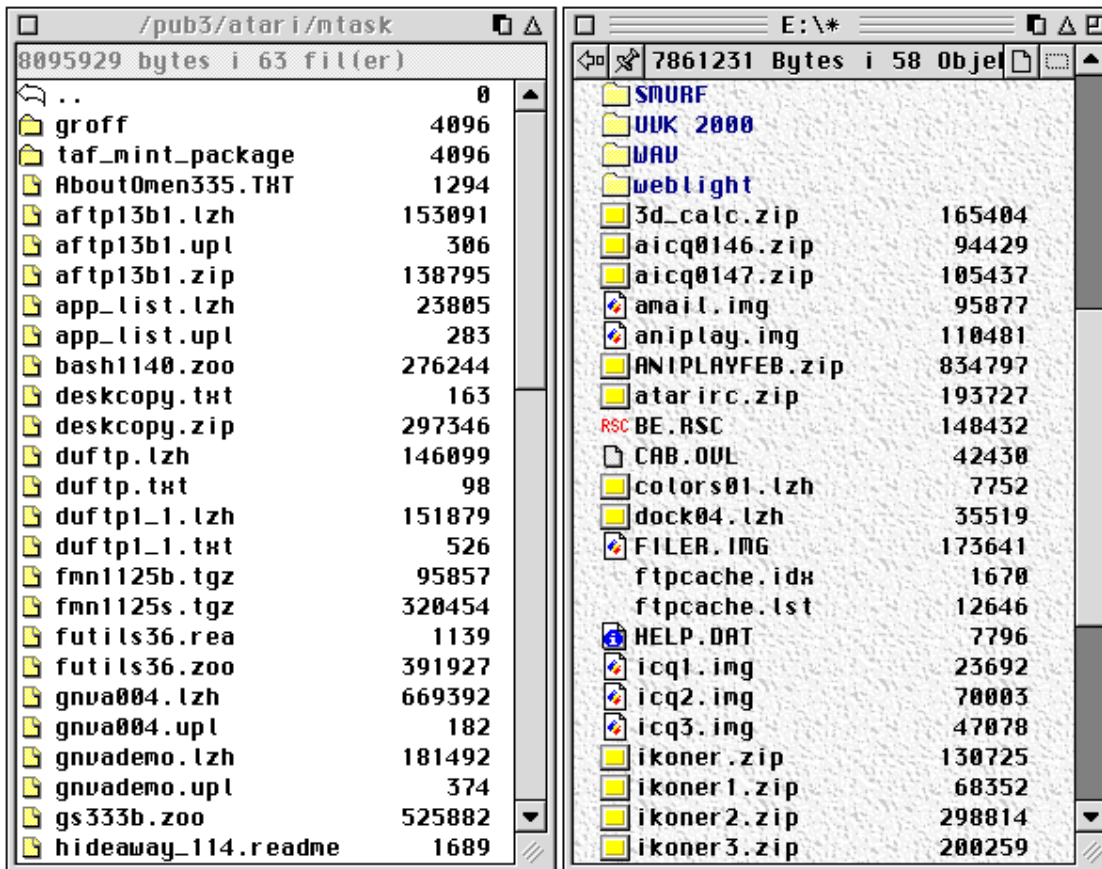 /pub3/atari/mtask
8095929 bytes i 63 fil(er)
.. 0
groff 4096
taf_mint_package 4096
AboutOmen335.TXT 1294
aftp13b1.lzh 153091
aftp13b1.upl 306
aftp13b1.zip 138795
app_list.lzh 23805
app_list.upl 283
bash1140.zoo 276244
deskcopy.txt 163
deskcopy.zip 297346
duftp.lzh 146099
duftp.txt 98
duftp1_1.lzh 151879
duftp1_1.txt 526
fmn1125b.tgz 95857
fmn1125s.tgz 320454
futils36.rea 1139
futils36.zoo 391927
gnva004.lzh 669392
gnva004.upl 182
gnvademo.lzh 181492
gnvademo.upl 374
gs333b.zoo 525882
hideaway_114.readme 1689
E:\*
7861231 Bytes i 58 Objel
SMURF
UVK 2000
WAV
weblight
3d_calc.zip 165404
aicq0146.zip 94429
aicq0147.zip 105437
amail.img 95877
aniplay.img 110481
ANIPLAYFEB.zip 834797
atarirc.zip 193727
RSC BE.RSC 148432
CAB.OVL 42430
colors01.lzh 7752
dock04.lzh 35519
FILER.IMG 173641
ftpcache.idx 1670
ftpcache.lst 12646
HELP.DAT 7796
icq1.img 23692
icq2.img 70003
icq3.img 47078
ikoner.zip 130725
ikoner1.zip 68352
ikoner2.zip 298814
ikoner3.zip 200259